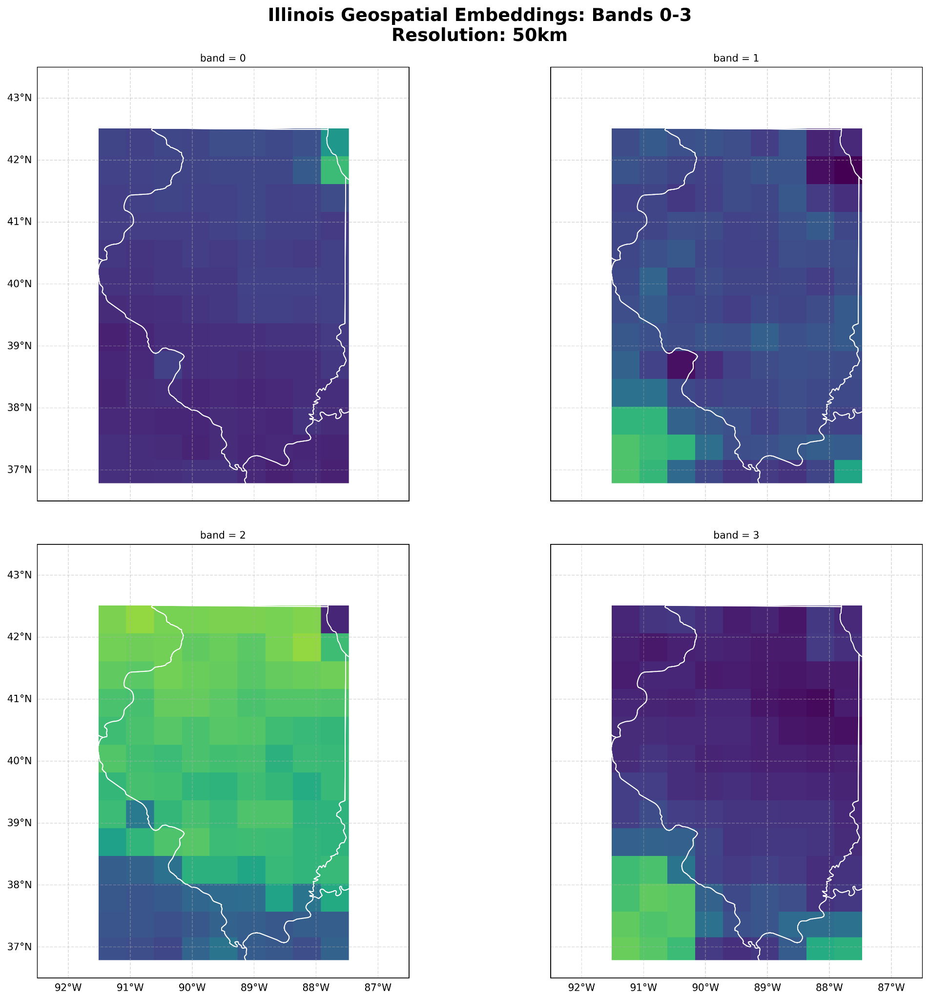 Illinois Geospatial Embeddings: Bands 0-3
Resolution: 50km
band = 0
band = 1
43°N
42°N
41°N
40°N
39°N
38°N
37°N
band = 2
band = 3
43°N
42°N
41°N
40°N
39°N
38°N
37°N
92°W 91°W 90°W 89°W 88°W 87°W
92°W 91°W 90°W 89°W 88°W 87°W